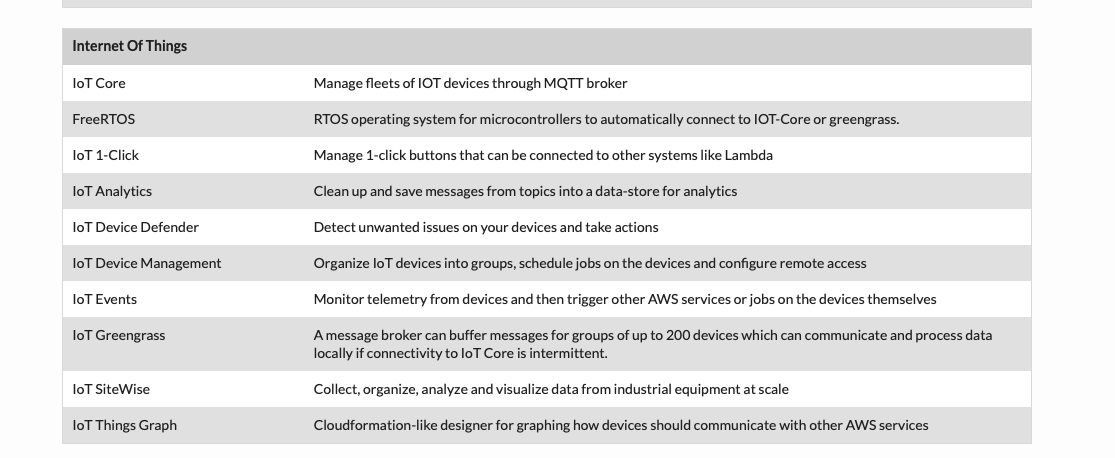 Internet Of Things
IoT Core Manage fleets of IOT devices through MQTT broker
FreeRTOS RTOS operating system for microcontrollers to automatically connect to IOT-Core or greengrass.
IoT 1-Click Manage 1-click buttons that can be connected to other systems like Lambda
IoT Analytics Clean up and save messages from topics into a data-store for analytics
IoT Device Defender Detect unwanted issues on your devices and take actions
IoT Device Management Organize IoT devices into groups, schedule jobs on the devices and configure remote access
IoT Events Monitor telemetry from devices and then trigger other AWS services or jobs on the devices themselves
IoT Greengrass A message broker can buffer messages for groups of up to 200 devices which can communicate and process data
locally if connectivity to IoT Core is intermittent.
IoT SiteWise Collect, organize, analyze and visualize data from industrial equipment at scale
IoT Things Graph Cloudformation-like designer for graphing how devices should communicate with other AWS services